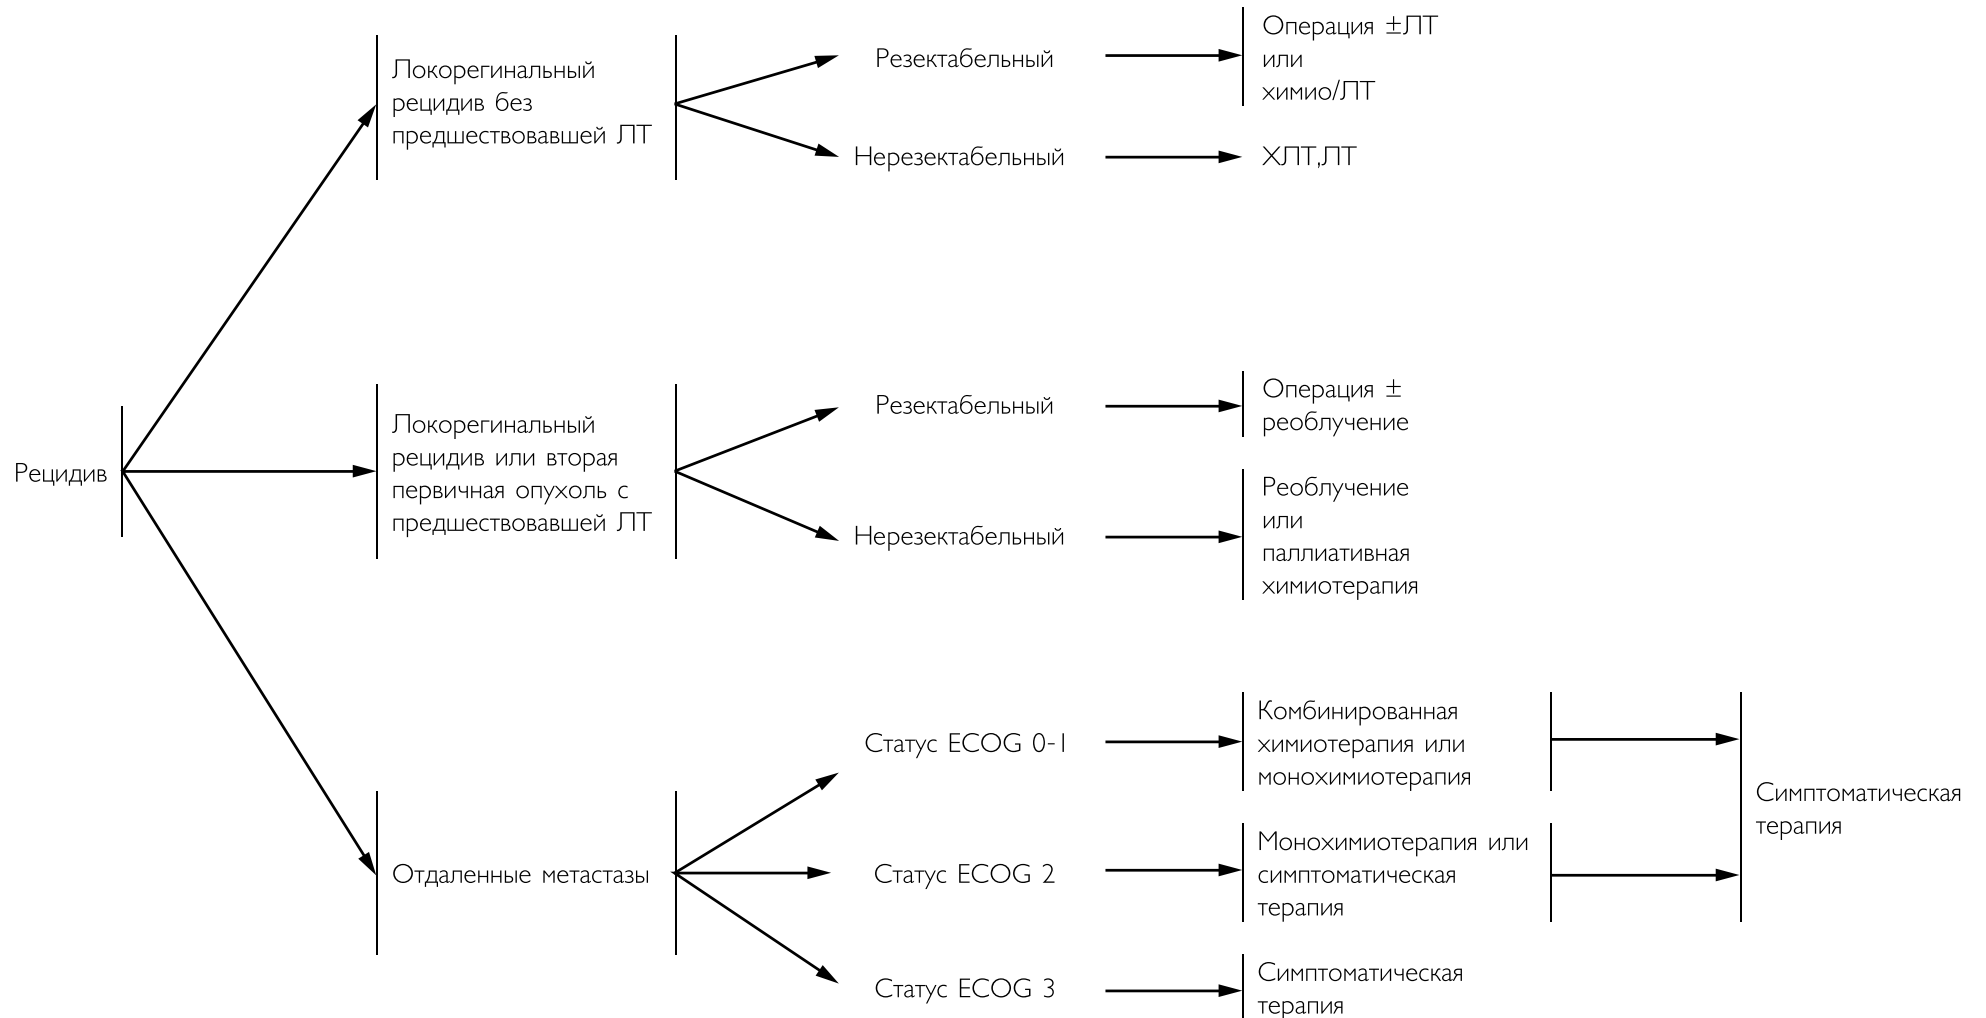 Рецидив
Локорегинальный
рецидив без
предшествовавшей ЛТ
Резектабельный
Операция ±ЛТ
или
химио/ЛТ
Нерезектабельный
ХЛТ,ЛТ
Локорегинальный
рецидив или вторая
первичная опухоль с
предшествовавшей ЛТ
Резектабельный
Операция ±
реоблучение
Нерезектабельный
Реоблучение
или
паллиативная
химиотерапия
Отдаленные метастазы
Статус ECOG 0-1
Комбинированная
химиотерапия или
монохимиотерапия
Статус ECOG 2
Монохимиотерапия или
симптоматическая
терапия
Симптоматическая
терапия
Статус ECOG 3
Симптоматическая
терапия